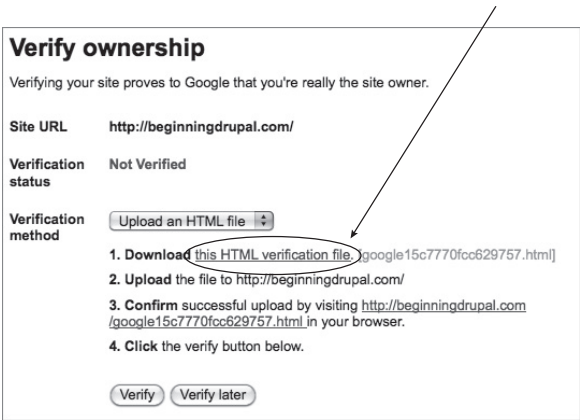 Verify ownership
Verifying your site proves to Google that you're really the site owner.
Site URL http://beginningdrupal.com/
Verification status Not Verified
Verification method Upload an HTML file
1. Download this HTML verification file. [google15c7770fcc629757.html]
2. Upload the file to http://beginningdrupal.com/
3. Confirm successful upload by visiting http://beginningdrupal.com
/google15c7770fcc629757.html in your browser.
4. Click the verify button below.
Verify Verify later